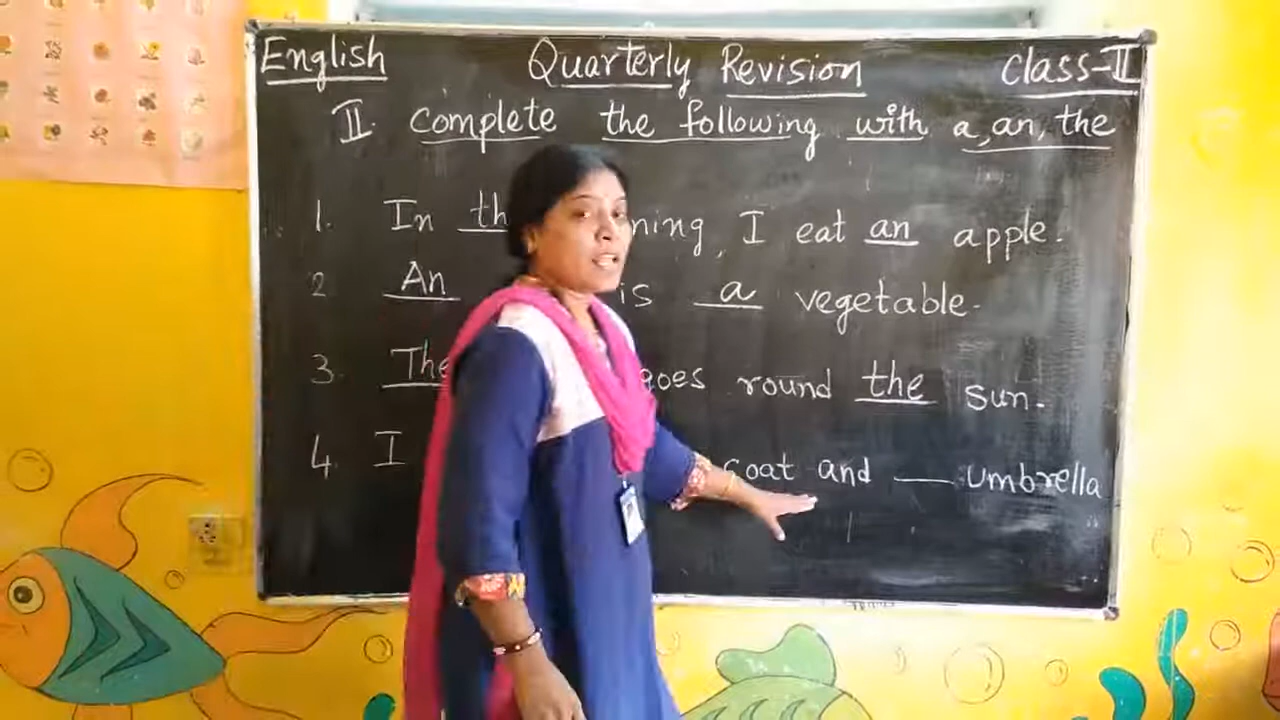 English Quarterly Revision Class-II
II. Complete the following with a, an, the
1. In th ning, I eat an apple.
2 An is a vegetable.
3. The goes round the sun.
4. I coat and ___ umbrella